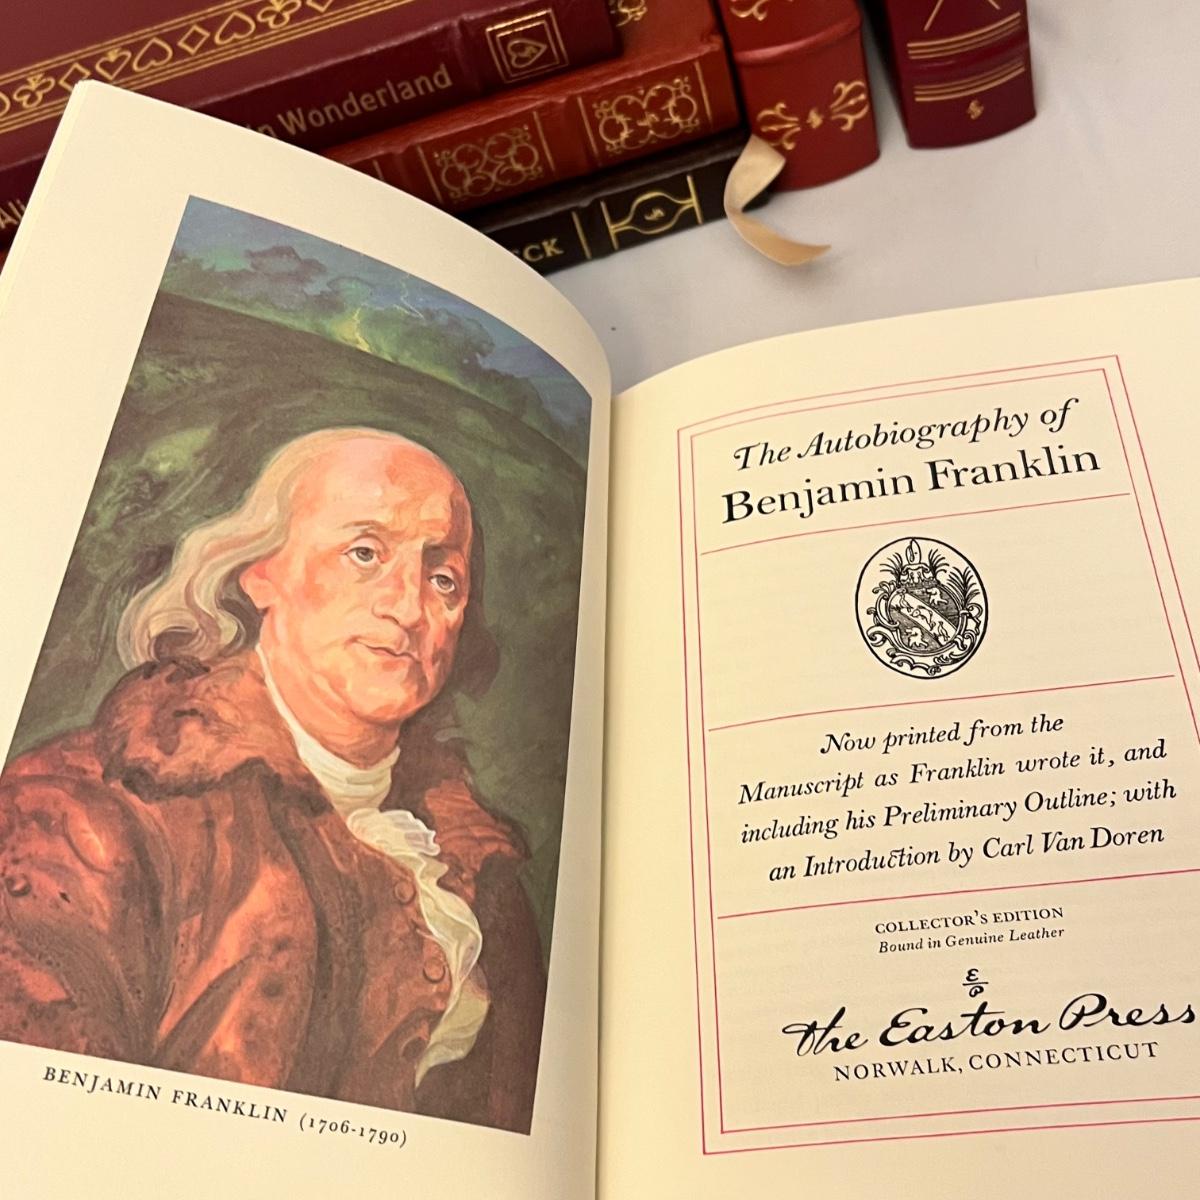 in Wonderland
BENJAMIN FRANKLIN (1706-1790)
The Autobiography of
Benjamin Franklin
Now printed from the
Manuscript as Franklin wrote it, and
including his Preliminary Outline; with
an Introduction by Carl Van Doren
COLLECTOR'S EDITION
Bound in Genuine Leather
The Easton Press
NORWALK, CONNECTICUT